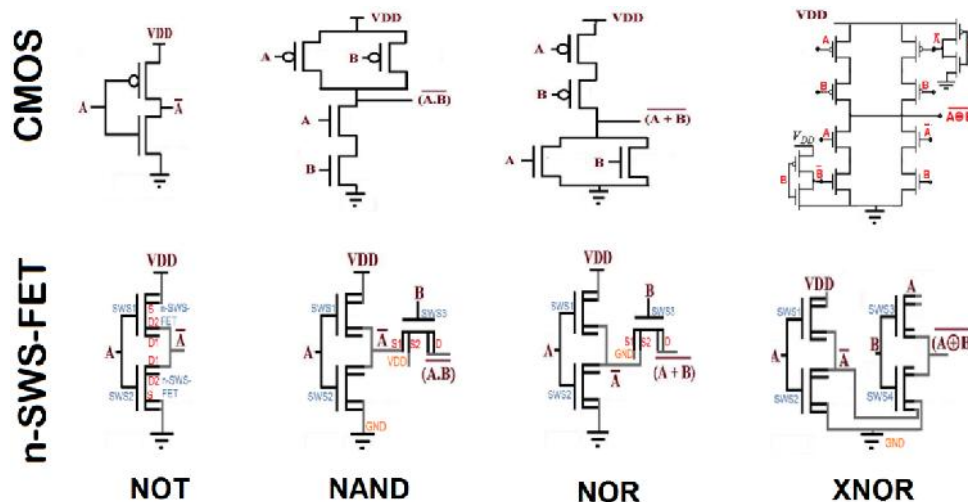 CMOS
VDD
A
A̅
NOT
VDD
A
B
(A.B)̅
A
B
VDD
A
B
(A + B)̅
A
B
VDD
A
A̅
B
B
A⊕B
A
A̅
VDD
B
B̅
B
n-SWS-FET
VDD
SWS1
S
n-SWS-
D2
FET
D1
A
A̅
D1
D2
n-SWS-
FET
SWS2
S
VDD
B
SWS1
SWS3
A
A̅
S1
S2
D
VDD
(A.B)̅
SWS2
GND
VDD
B
SWS1
SWS3
S1
S2
D
GND
A
A̅
(A + B)̅
SWS2
VDD
A
SWS1
SWS3
A
A̅
B
(A⊕B
SWS2
SWS4
GND
NOT
NAND
NOR
XNOR